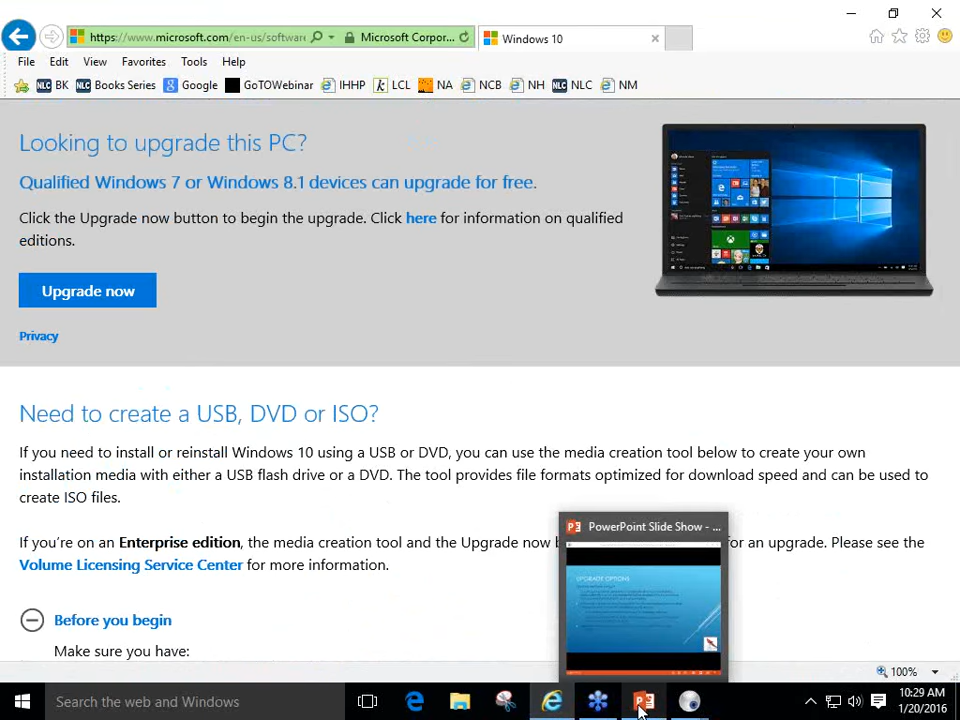 https://www.microsoft.com/en-us/software
Microsoft Corpor...
Windows 10
File Edit View Favorites Tools Help
NLC BK NLC Books Series Google GoTOWebinar IHHP k LCL NA NCB NH NLC NLC NM
Looking to upgrade this PC?
Qualified Windows 7 or Windows 8.1 devices can upgrade for free.
Click the Upgrade now button to begin the upgrade. Click here for information on qualified
editions.
Upgrade now
Privacy
Need to create a USB, DVD or ISO?
If you need to install or reinstall Windows 10 using a USB or DVD, you can use the media creation tool below to create your own
installation media with either a USB flash drive or a DVD. The tool provides file formats optimized for download speed and can be used to
create ISO files.
PowerPoint Slide Show - ...
UPGRADE OPTIONS
If you're on an Enterprise edition, the media creation tool and the Upgrade now for an upgrade. Please see the
Volume Licensing Service Center for more information.
Before you begin
Make sure you have:
100%
Search the web and Windows
10:29 AM
1/20/2016